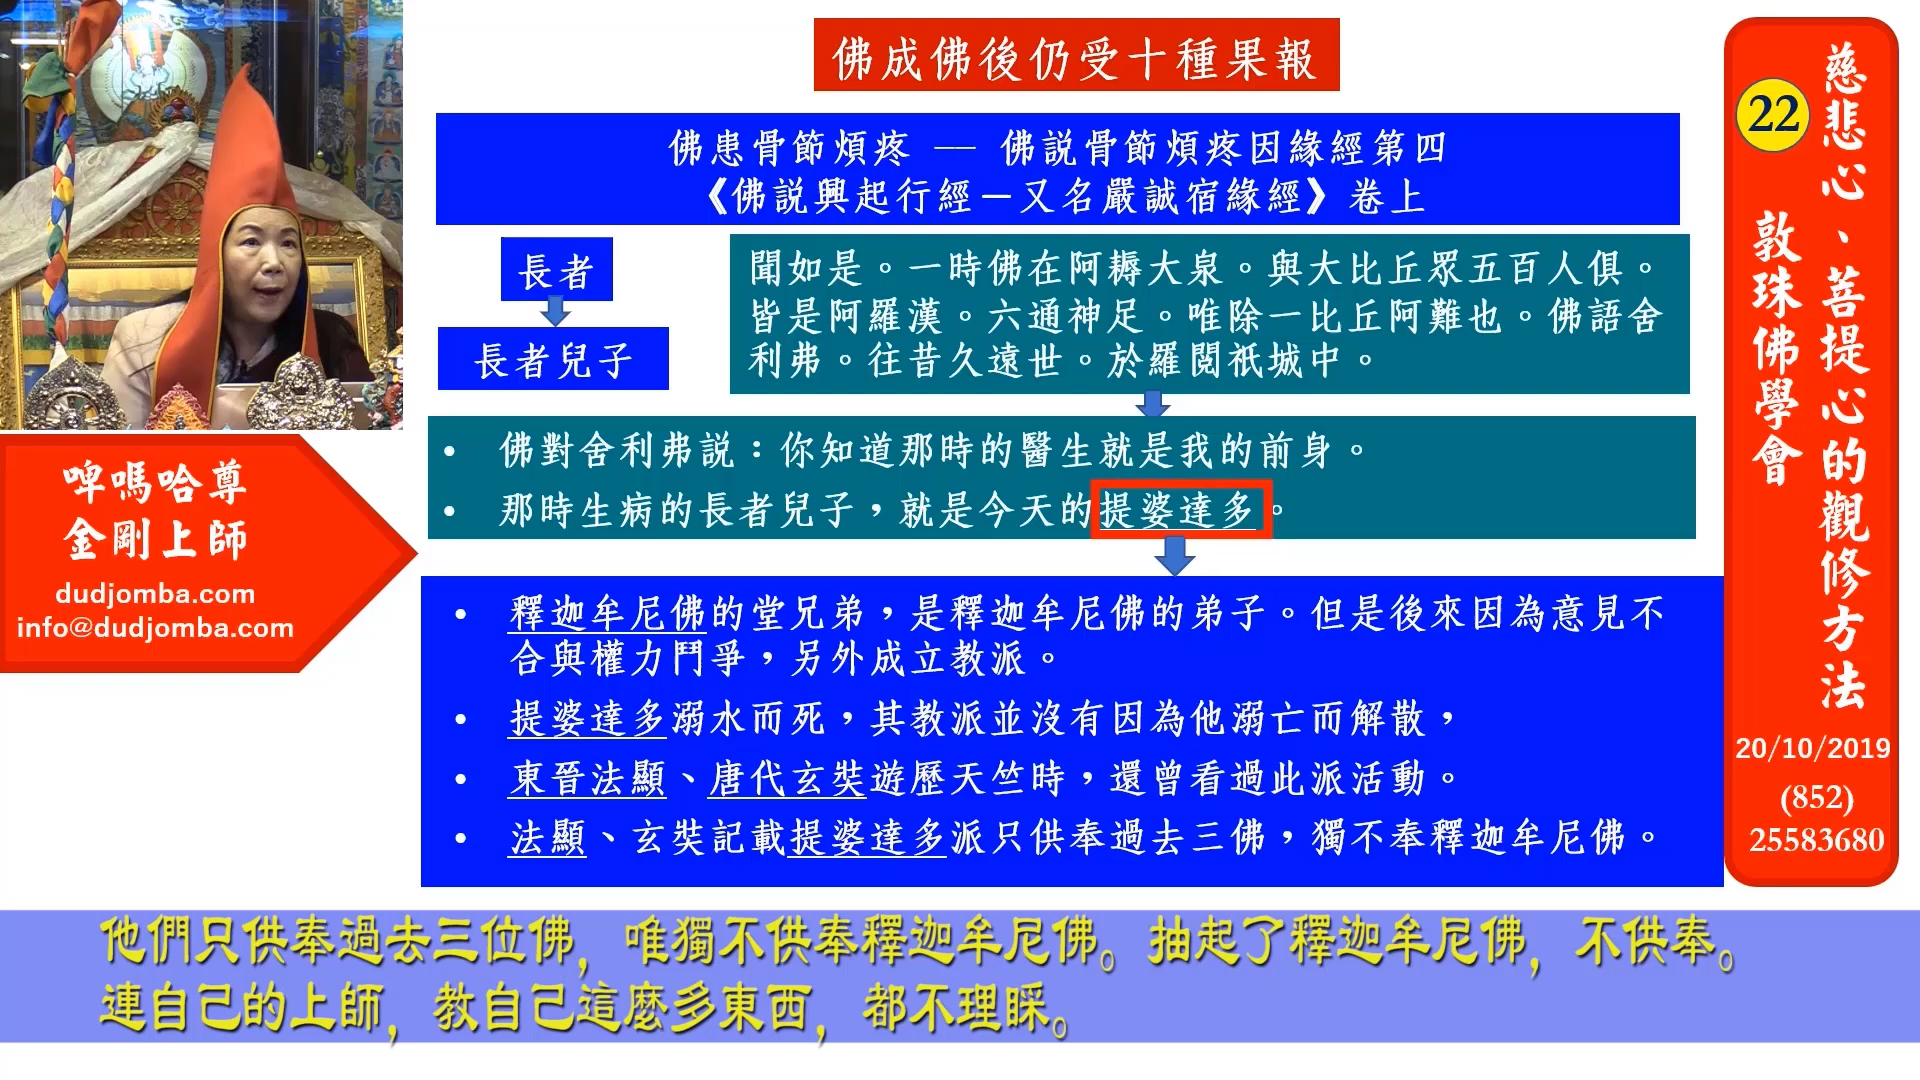 佛成佛後仍受十種果報
佛患骨節煩疼 — 佛説骨節煩疼因緣經第四
《佛説興起行經－又名嚴誠宿緣經》卷上
長者
長者兒子
聞如是。一時佛在阿耨大泉。與大比丘眾五百人俱。
皆是阿羅漢。六通神足。唯除一比丘阿難也。佛語舍
利弗。往昔久遠世。於羅閱祇城中。
• 佛對舍利弗説：你知道那時的醫生就是我的前身。
• 那時生病的長者兒子，就是今天的提婆達多。
• 釋迦牟尼佛的堂兄弟，是釋迦牟尼佛的弟子。但是後來因為意見不
合與權力鬥爭，另外成立教派。
• 提婆達多溺水而死，其教派並沒有因為他溺亡而解散，
• 東晉法顯、唐代玄奘遊歷天竺時，還曾看過此派活動。
• 法顯、玄奘記載提婆達多派只供奉過去三佛，獨不奉釋迦牟尼佛。
啤嗎哈尊
金剛上師
dudjomba.com
info@dudjomba.com
22
慈悲心、菩提心的觀修方法
敦珠佛學會
20/10/2019
(852)
25583680
他們只供奉過去三位佛，唯獨不供奉釋迦牟尼佛。抽起了釋迦牟尼佛，不供奉。
連自己的上師，教自己這麼多東西，都不理睬。